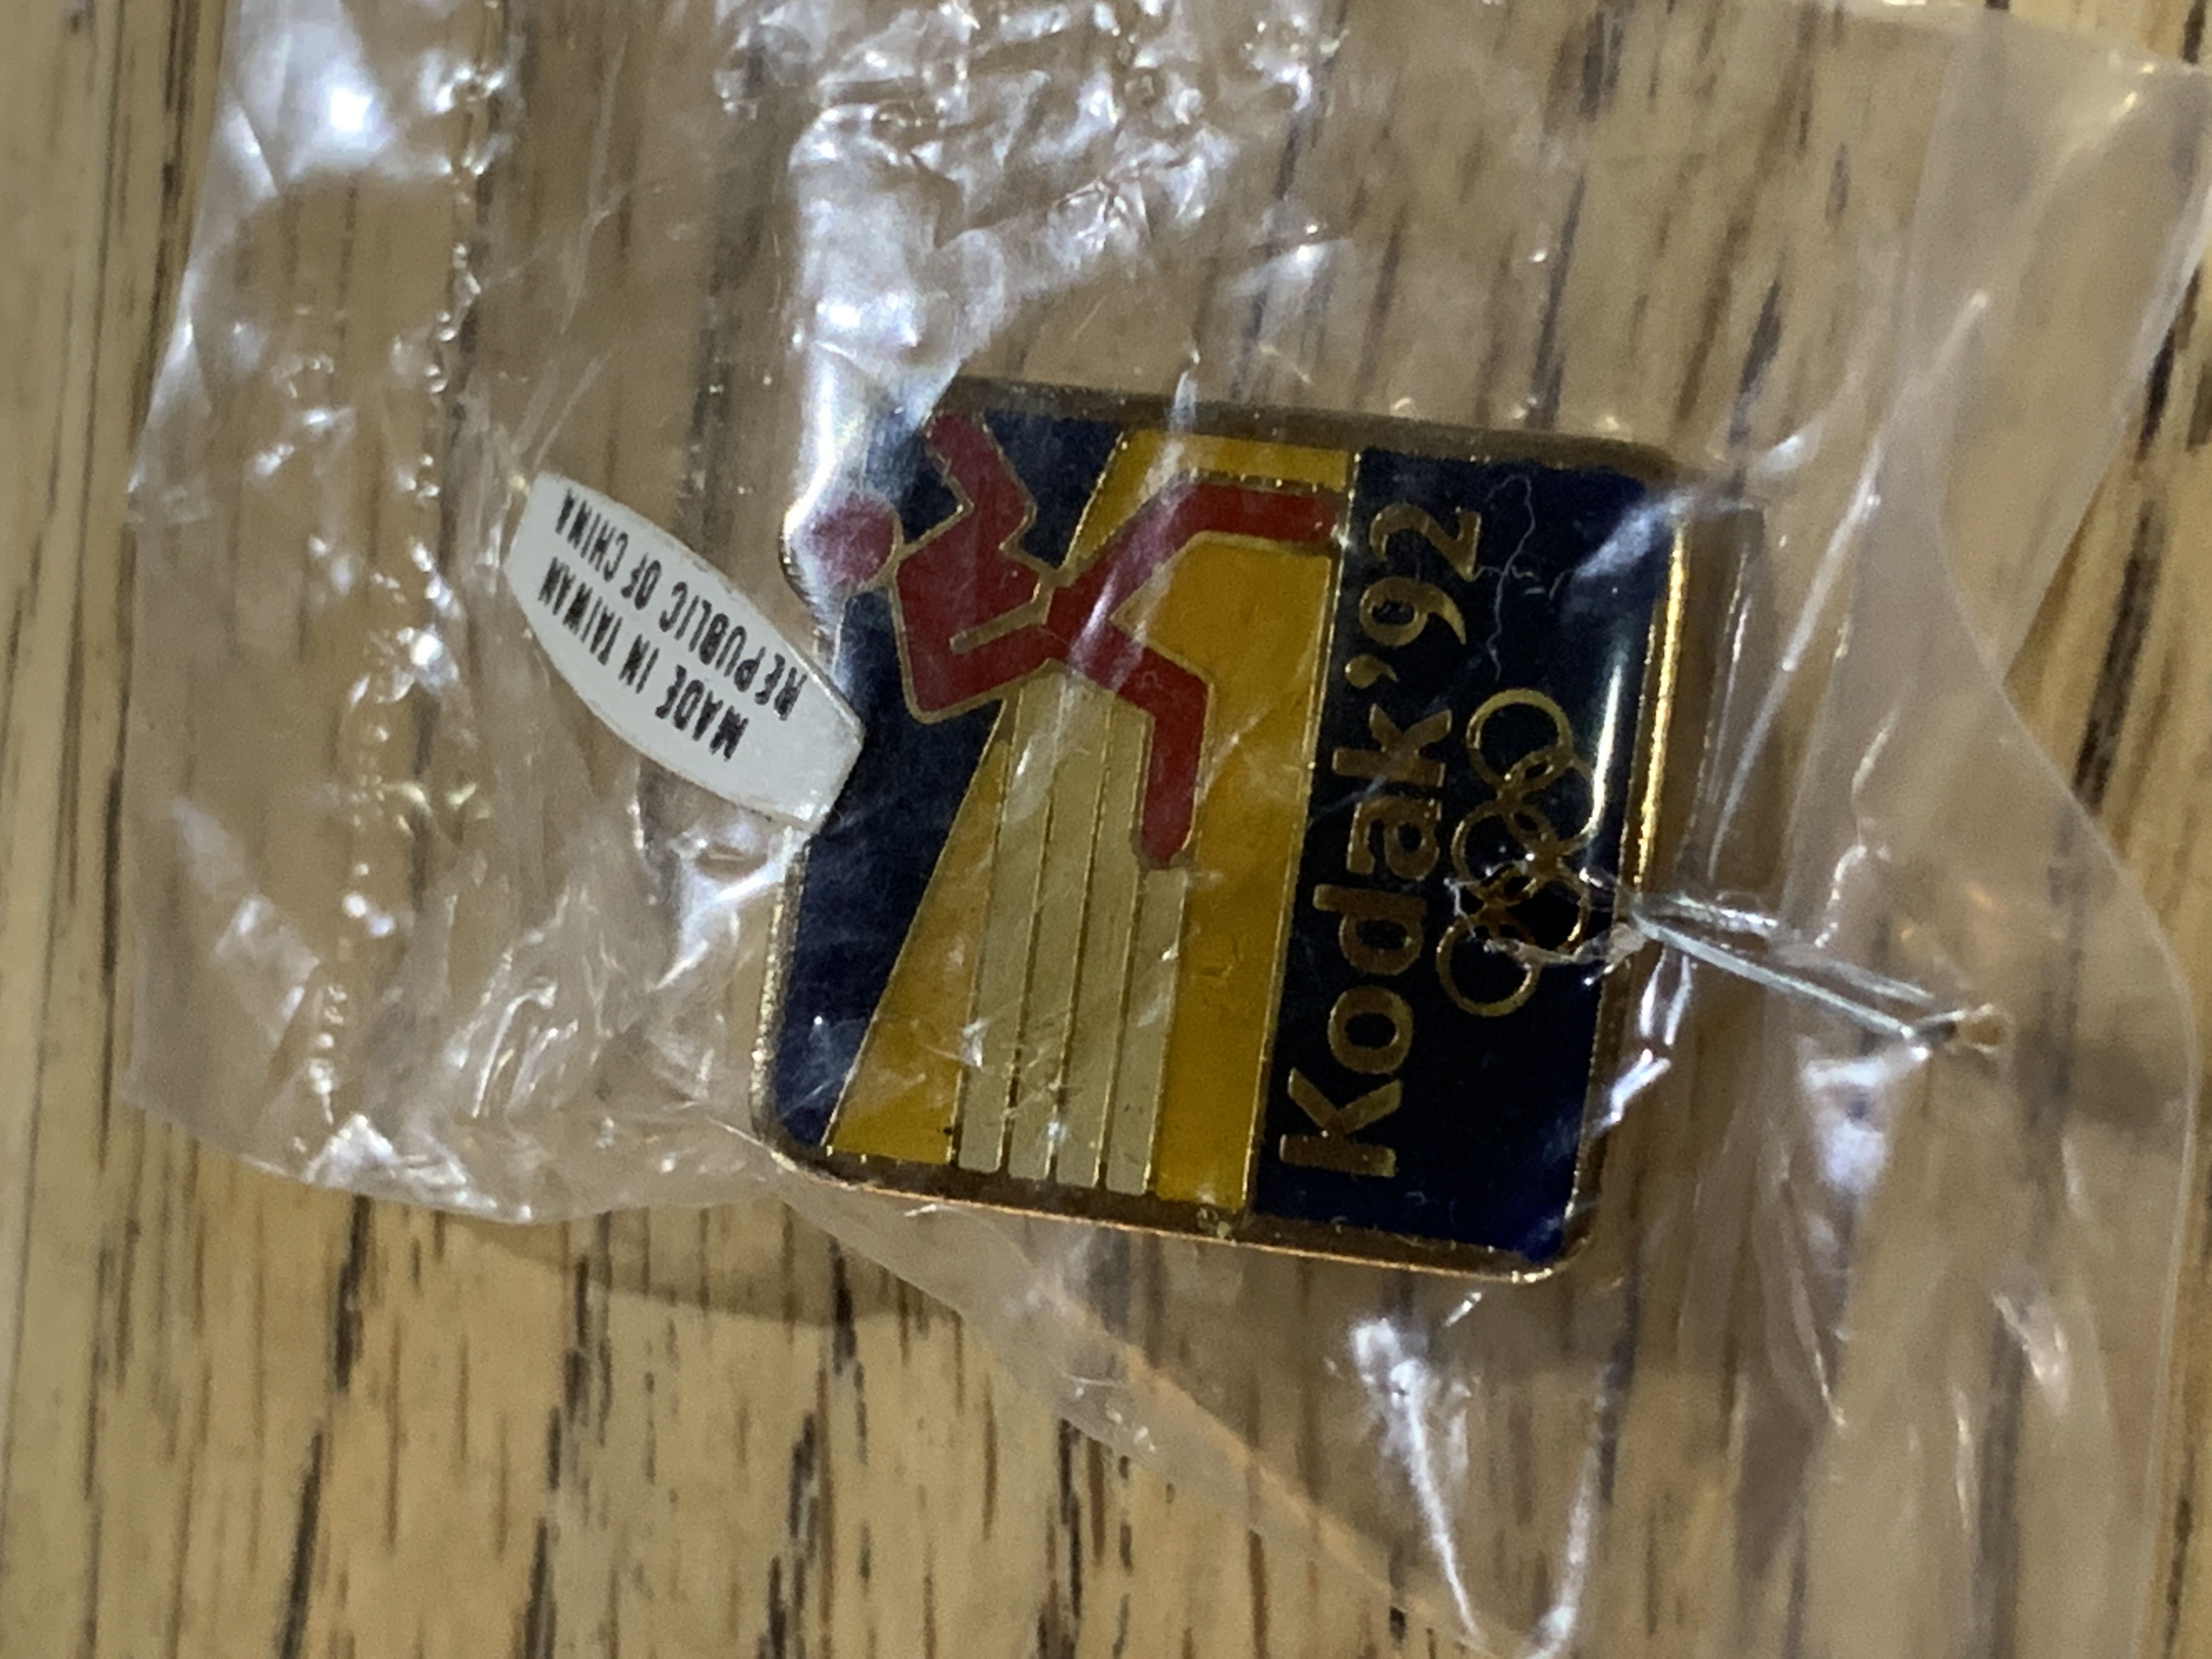 Kodak '92
MADE IN TAIWAN
REPUBLIC OF CHINA